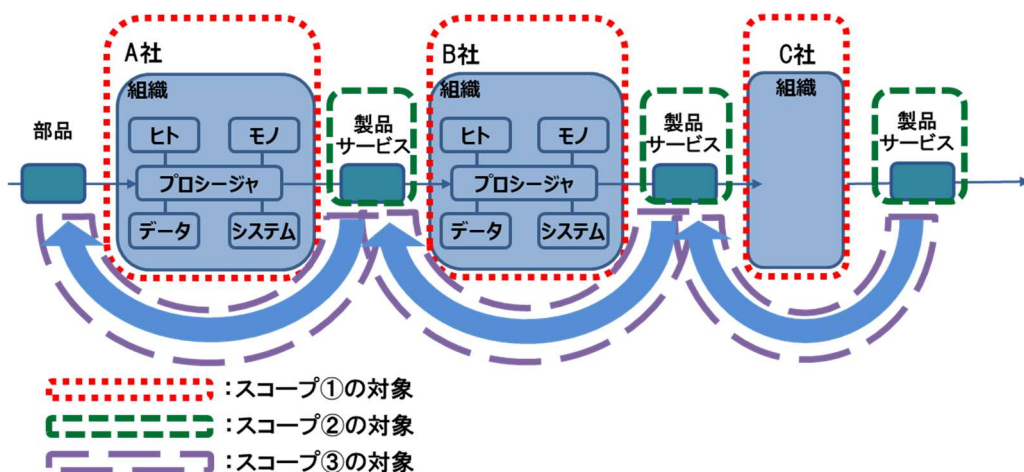 A社
B社
C社
組織
組織
組織
部品
製品
サービス
製品
サービス
製品
サービス
ヒト
モノ
プロシージャ
データ
システム
ヒト
モノ
プロシージャ
データ
システム
:スコープ①の対象
:スコープ②の対象
:スコープ③の対象